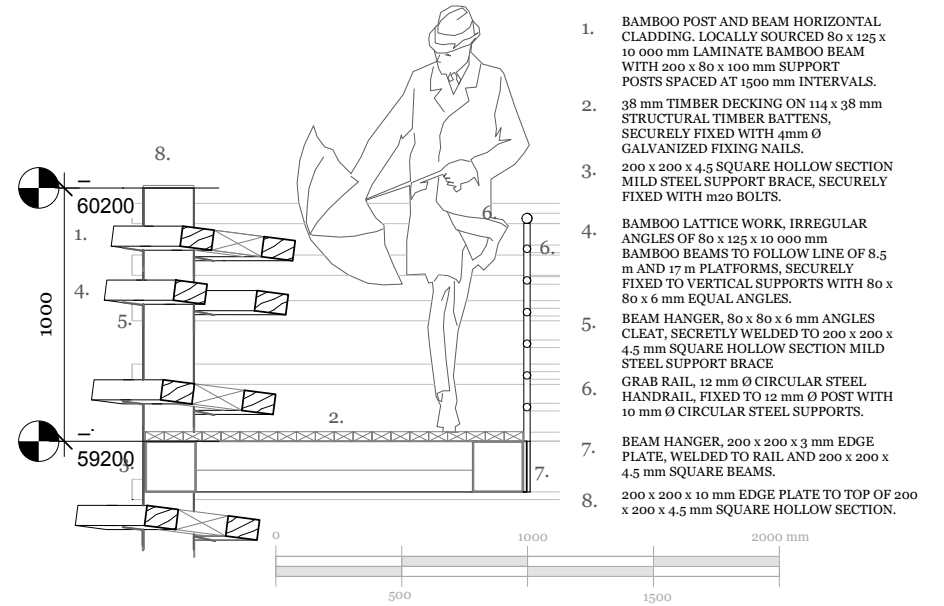 8.
60200
1.
1000
4.
5.
2.
59200
3.
6.
6.
7.
0
1000
2000 mm
500
1500
1.
BAMBOO POST AND BEAM HORIZONTAL
CLADDING. LOCALLY SOURCED 80 x 125 x
10 000 mm LAMINATE BAMBOO BEAM
WITH 200 x 80 x 100 mm SUPPORT
POSTS SPACED AT 1500 mm INTERVALS.
2.
38 mm TIMBER DECKING ON 114 x 38 mm
STRUCTURAL TIMBER BATTENS,
SECURELY FIXED WITH 4mm Ø
GALVANIZED FIXING NAILS.
3.
200 x 200 x 4.5 SQUARE HOLLOW SECTION
MILD STEEL SUPPORT BRACE, SECURELY
FIXED WITH m20 BOLTS.
4.
BAMBOO LATTICE WORK, IRREGULAR
ANGLES OF 80 x 125 x 10 000 mm
BAMBOO BEAMS TO FOLLOW LINE OF 8.5
m AND 17 m PLATFORMS, SECURELY
FIXED TO VERTICAL SUPPORTS WITH 80 x
80 x 6 mm EQUAL ANGLES.
5.
BEAM HANGER, 80 x 80 x 6 mm ANGLES
CLEAT, SECRETLY WELDED TO 200 x 200 x
4.5 mm SQUARE HOLLOW SECTION MILD
STEEL SUPPORT BRACE
6.
GRAB RAIL, 12 mm Ø CIRCULAR STEEL
HANDRAIL, FIXED TO 12 mm Ø POST WITH
10 mm Ø CIRCULAR STEEL SUPPORTS.
7.
BEAM HANGER, 200 x 200 x 3 mm EDGE
PLATE, WELDED TO RAIL AND 200 x 200 x
4.5 mm SQUARE BEAMS.
8.
200 x 200 x 10 mm EDGE PLATE TO TOP OF 200
x 200 x 4.5 mm SQUARE HOLLOW SECTION.